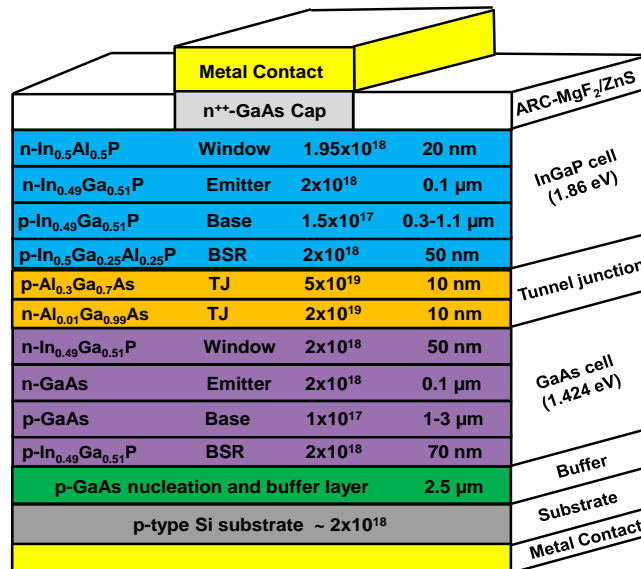 Metal Contact
n++-GaAs Cap
ARC-MgF2/ZnS
n-In0.5Al0.5P Window 1.95x10^18 20 nm
n-In0.49Ga0.51P Emitter 2x10^18 0.1 µm
p-In0.49Ga0.51P Base 1.5x10^17 0.3-1.1 µm
p-In0.5Ga0.25Al0.25P BSR 2x10^18 50 nm
InGaP cell
(1.86 eV)
p-Al0.3Ga0.7As TJ 5x10^19 10 nm
n-Al0.01Ga0.99As TJ 2x10^19 10 nm
Tunnel junction
n-In0.49Ga0.51P Window 2x10^18 50 nm
n-GaAs Emitter 2x10^18 0.1 µm
p-GaAs Base 1x10^17 1-3 µm
p-In0.49Ga0.51P BSR 2x10^18 70 nm
GaAs cell
(1.424 eV)
p-GaAs nucleation and buffer layer 2.5 µm
Buffer
p-type Si substrate ~ 2x10^18
Substrate
Metal Contact